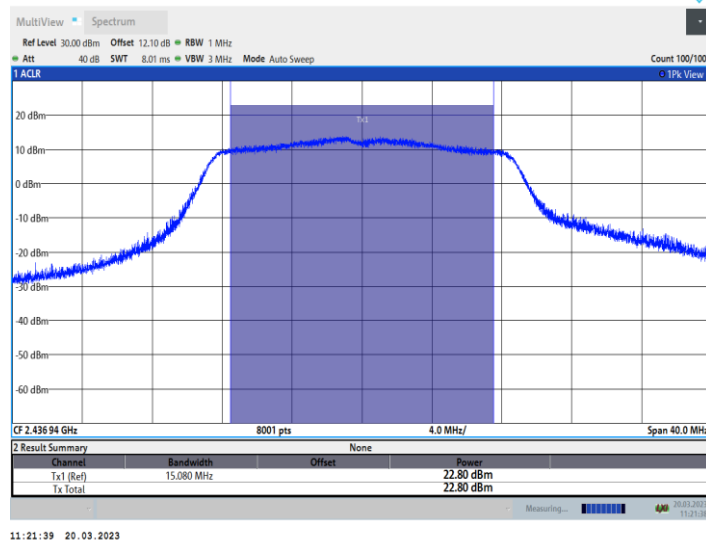 MultiView Spectrum
Ref Level 30.00 dBm Offset 12.10 dB RBW 1 MHz
Att 40 dB SWT 8.01 ms VBW 3 MHz Mode Auto Sweep Count 100/100
1 ACLR 1Pk View
Tx1
20 dBm
10 dBm
0 dBm
-10 dBm
-20 dBm
-30 dBm
-40 dBm
-50 dBm
-60 dBm
CF 2.436 94 GHz 8001 pts 4.0 MHz/ Span 40.0 MHz
2 Result Summary None
Channel Bandwidth Offset Power
Tx1 (Ref) 15.080 MHz 22.80 dBm
Tx Total 22.80 dBm
Measuring... 20.03.2023
11:21:38
11:21:39 20.03.2023